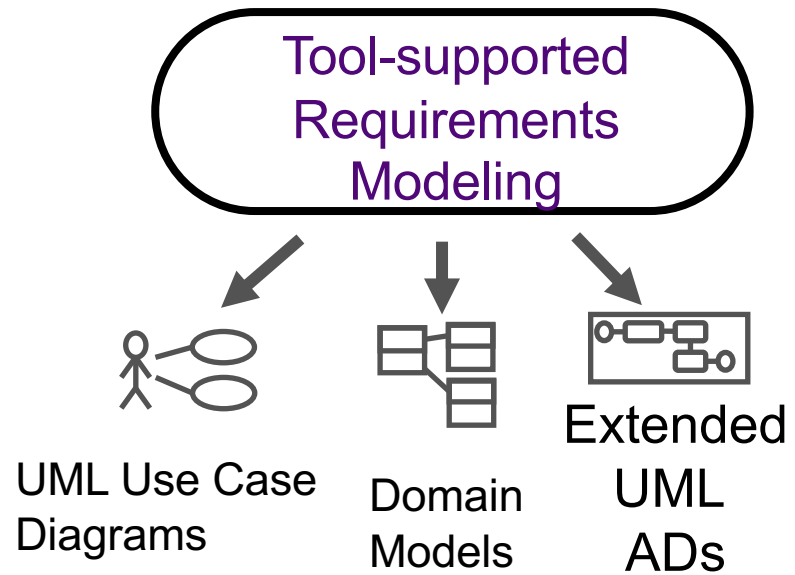 Tool-supported
Requirements
Modeling
UML Use Case
Diagrams
Domain
Models
Extended
UML
ADs